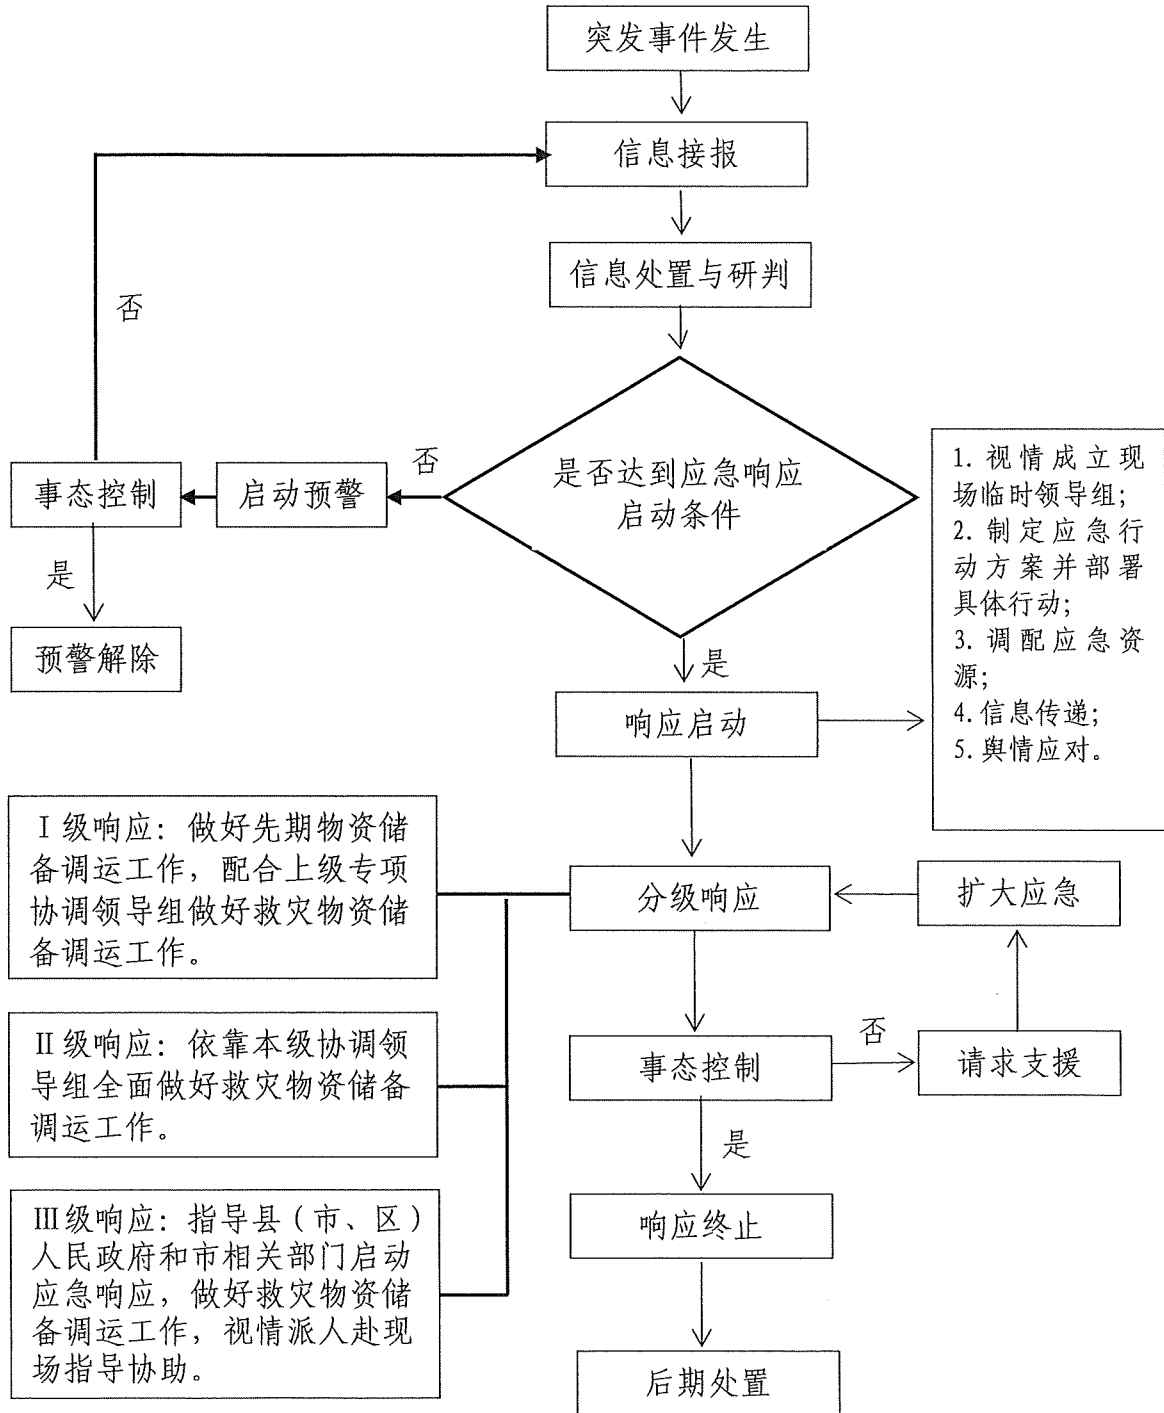 突发事件发生
信息接报
信息处置与研判
否
是否达到应急响应
启动条件
否
启动预警
事态控制
是
预警解除
1. 视情成立现
场临时领导组;
2. 制定应急行
动方案并部署
具体行动;
3. 调配应急资
源;
4. 信息传递;
5. 舆情应对。
是
响应启动
Ⅰ级响应: 做好先期物资储
备调运工作, 配合上级专项
协调领导组做好救灾物资储
备调运工作。
分级响应
扩大应急
Ⅱ级响应: 依靠本级协调领
导组全面做好救灾物资储备
调运工作。
事态控制
否
请求支援
是
Ⅲ级响应: 指导县（市、区）
人民政府和市相关部门启动
应急响应, 做好救灾物资储
备调运工作, 视情派人赴现
场指导协助。
响应终止
后期处置